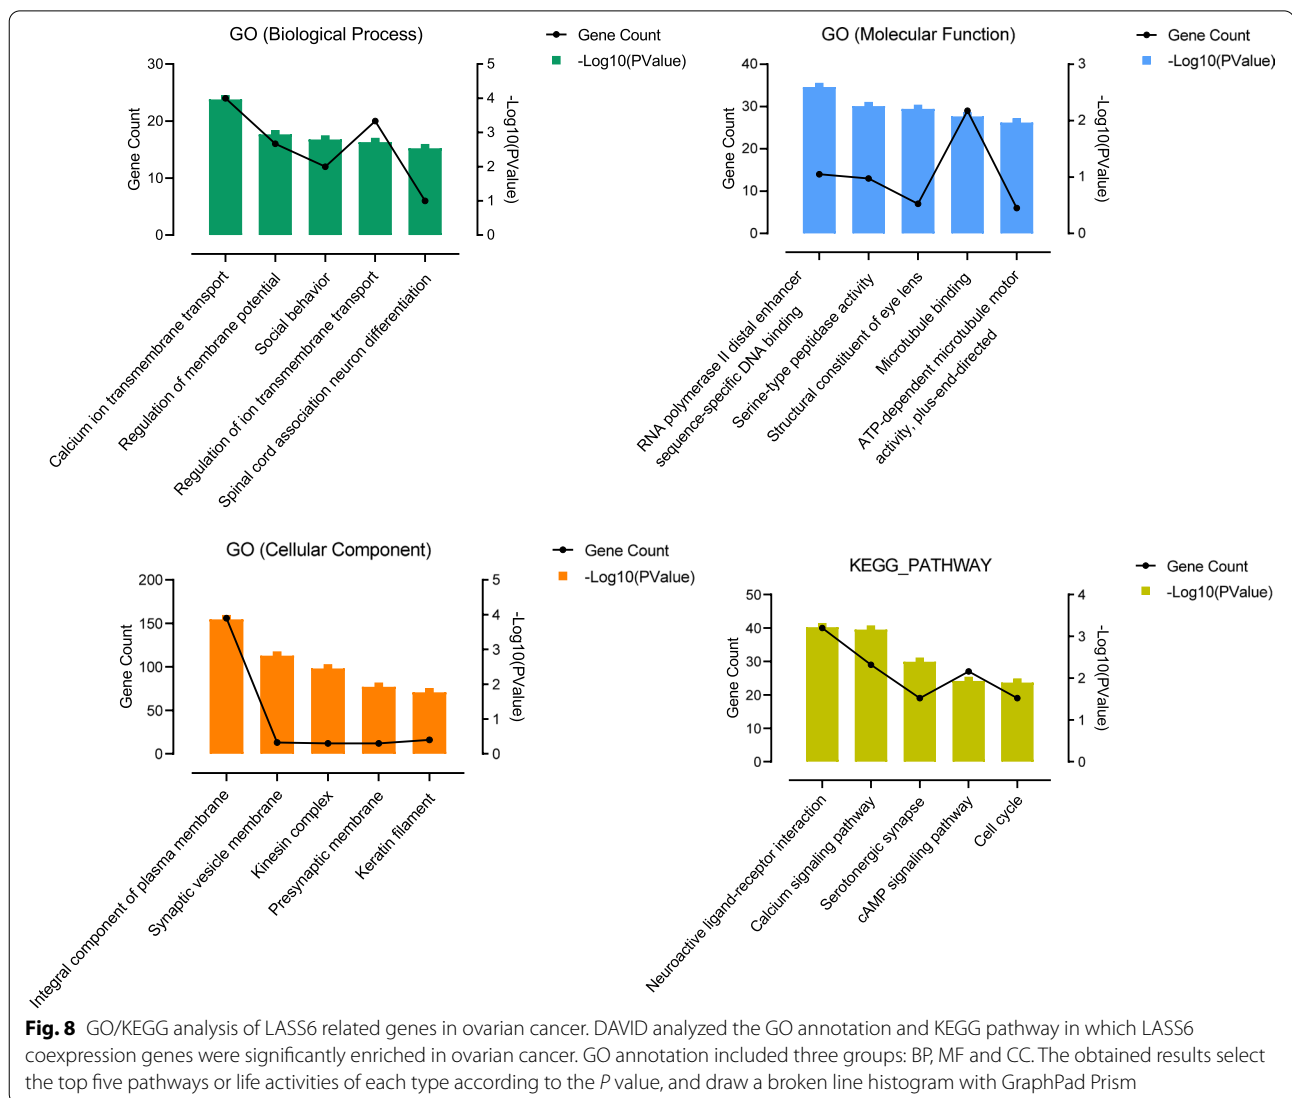 GO (Biological Process)
Gene Count
-Log10(PValue)
30
20
10
0
Gene Count
5
4
3
2
1
0
-Log10(PValue)
Calcium ion transmembrane transport
Regulation of membrane potential
Social behavior
Regulation of ion transmembrane transport
Spinal cord association neuron differentiation
GO (Molecular Function)
Gene Count
-Log10(PValue)
40
30
20
10
0
Gene Count
3
2
1
0
-Log10(PValue)
RNA polymerase II distal enhancer
sequence-specific DNA binding
Serine-type peptidase activity
Structural constituent of eye lens
Microtubule binding
ATP-dependent microtubule motor
activity, plus-end-directed
GO (Cellular Component)
Gene Count
-Log10(PValue)
200
150
100
50
0
Gene Count
5
4
3
2
1
0
-Log10(PValue)
Integral component of plasma membrane
Synaptic vesicle membrane
Kinesin complex
Presynaptic membrane
Keratin filament
KEGG_PATHWAY
Gene Count
-Log10(PValue)
50
40
30
20
10
0
Gene Count
4
3
2
1
0
-Log10(PValue)
Neuroactive ligand-receptor interaction
Calcium signaling pathway
Serotonergic synapse
cAMP signaling pathway
Cell cycle
Fig. 8 GO/KEGG analysis of LASS6 related genes in ovarian cancer. DAVID analyzed the GO annotation and KEGG pathway in which LASS6
coexpression genes were significantly enriched in ovarian cancer. GO annotation included three groups: BP, MF and CC. The obtained results select
the top five pathways or life activities of each type according to the P value, and draw a broken line histogram with GraphPad Prism